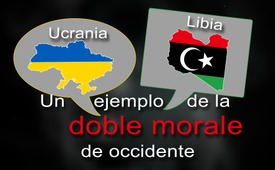 Ucrania
Libia
Un ejemplo de la
doble morale
de occidente